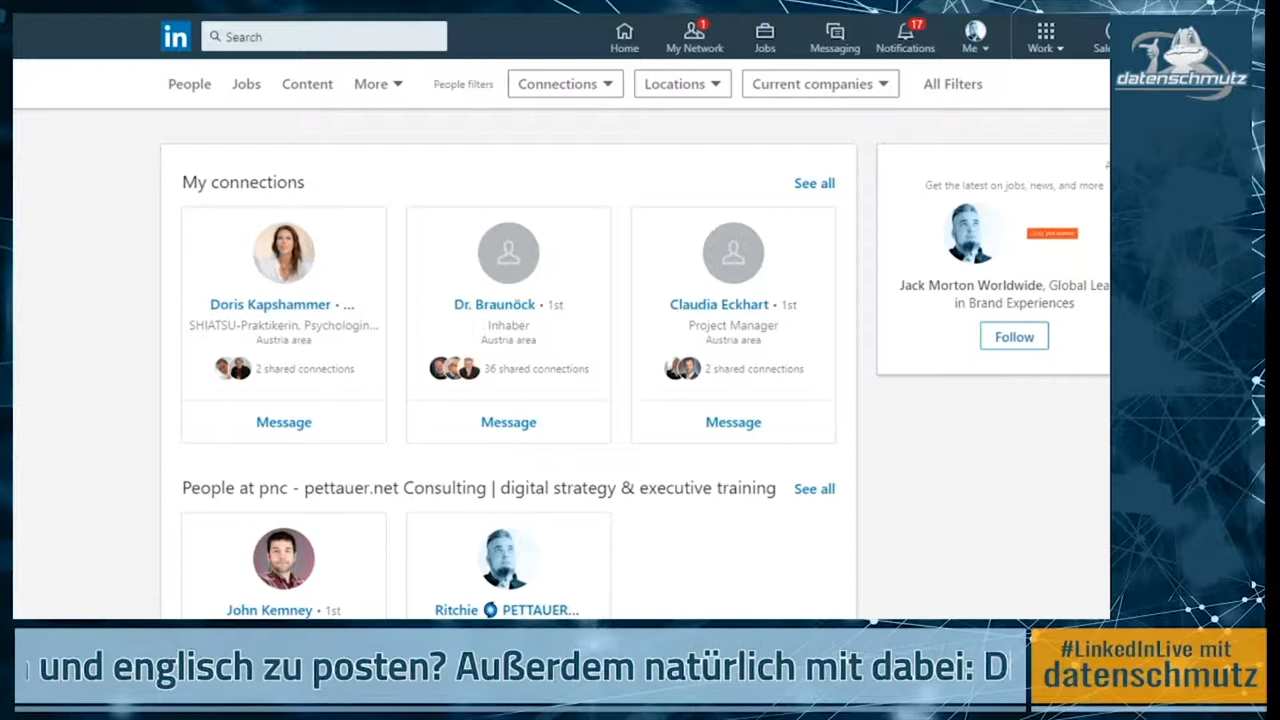 in
Search
1
17
Home
My Network
Jobs
Messaging
Notifications
Me
Work
datenschmutz
People
Jobs
Content
More
People filters
Connections
Locations
Current companies
All Filters
My connections
See all
Get the latest on jobs, news, and more
Doris Kapshammer • ...
Dr. Braunöck • 1st
Claudia Eckhart • 1st
SHIATSU-Praktikerin. Psychologin...
Inhaber
Project Manager
Austria area
Austria area
Austria area
2 shared connections
36 shared connections
2 shared connections
Message
Message
Message
Jack Morton Worldwide, Global Lea
in Brand Experiences
Follow
People at pnc - pettauer.net Consulting | digital strategy & executive training
See all
John Kemney • 1st
Ritchie PETTAUER...
und englisch zu posten? Außerdem natürlich mit dabei: D
#LinkedInLive mit
datenschmutz